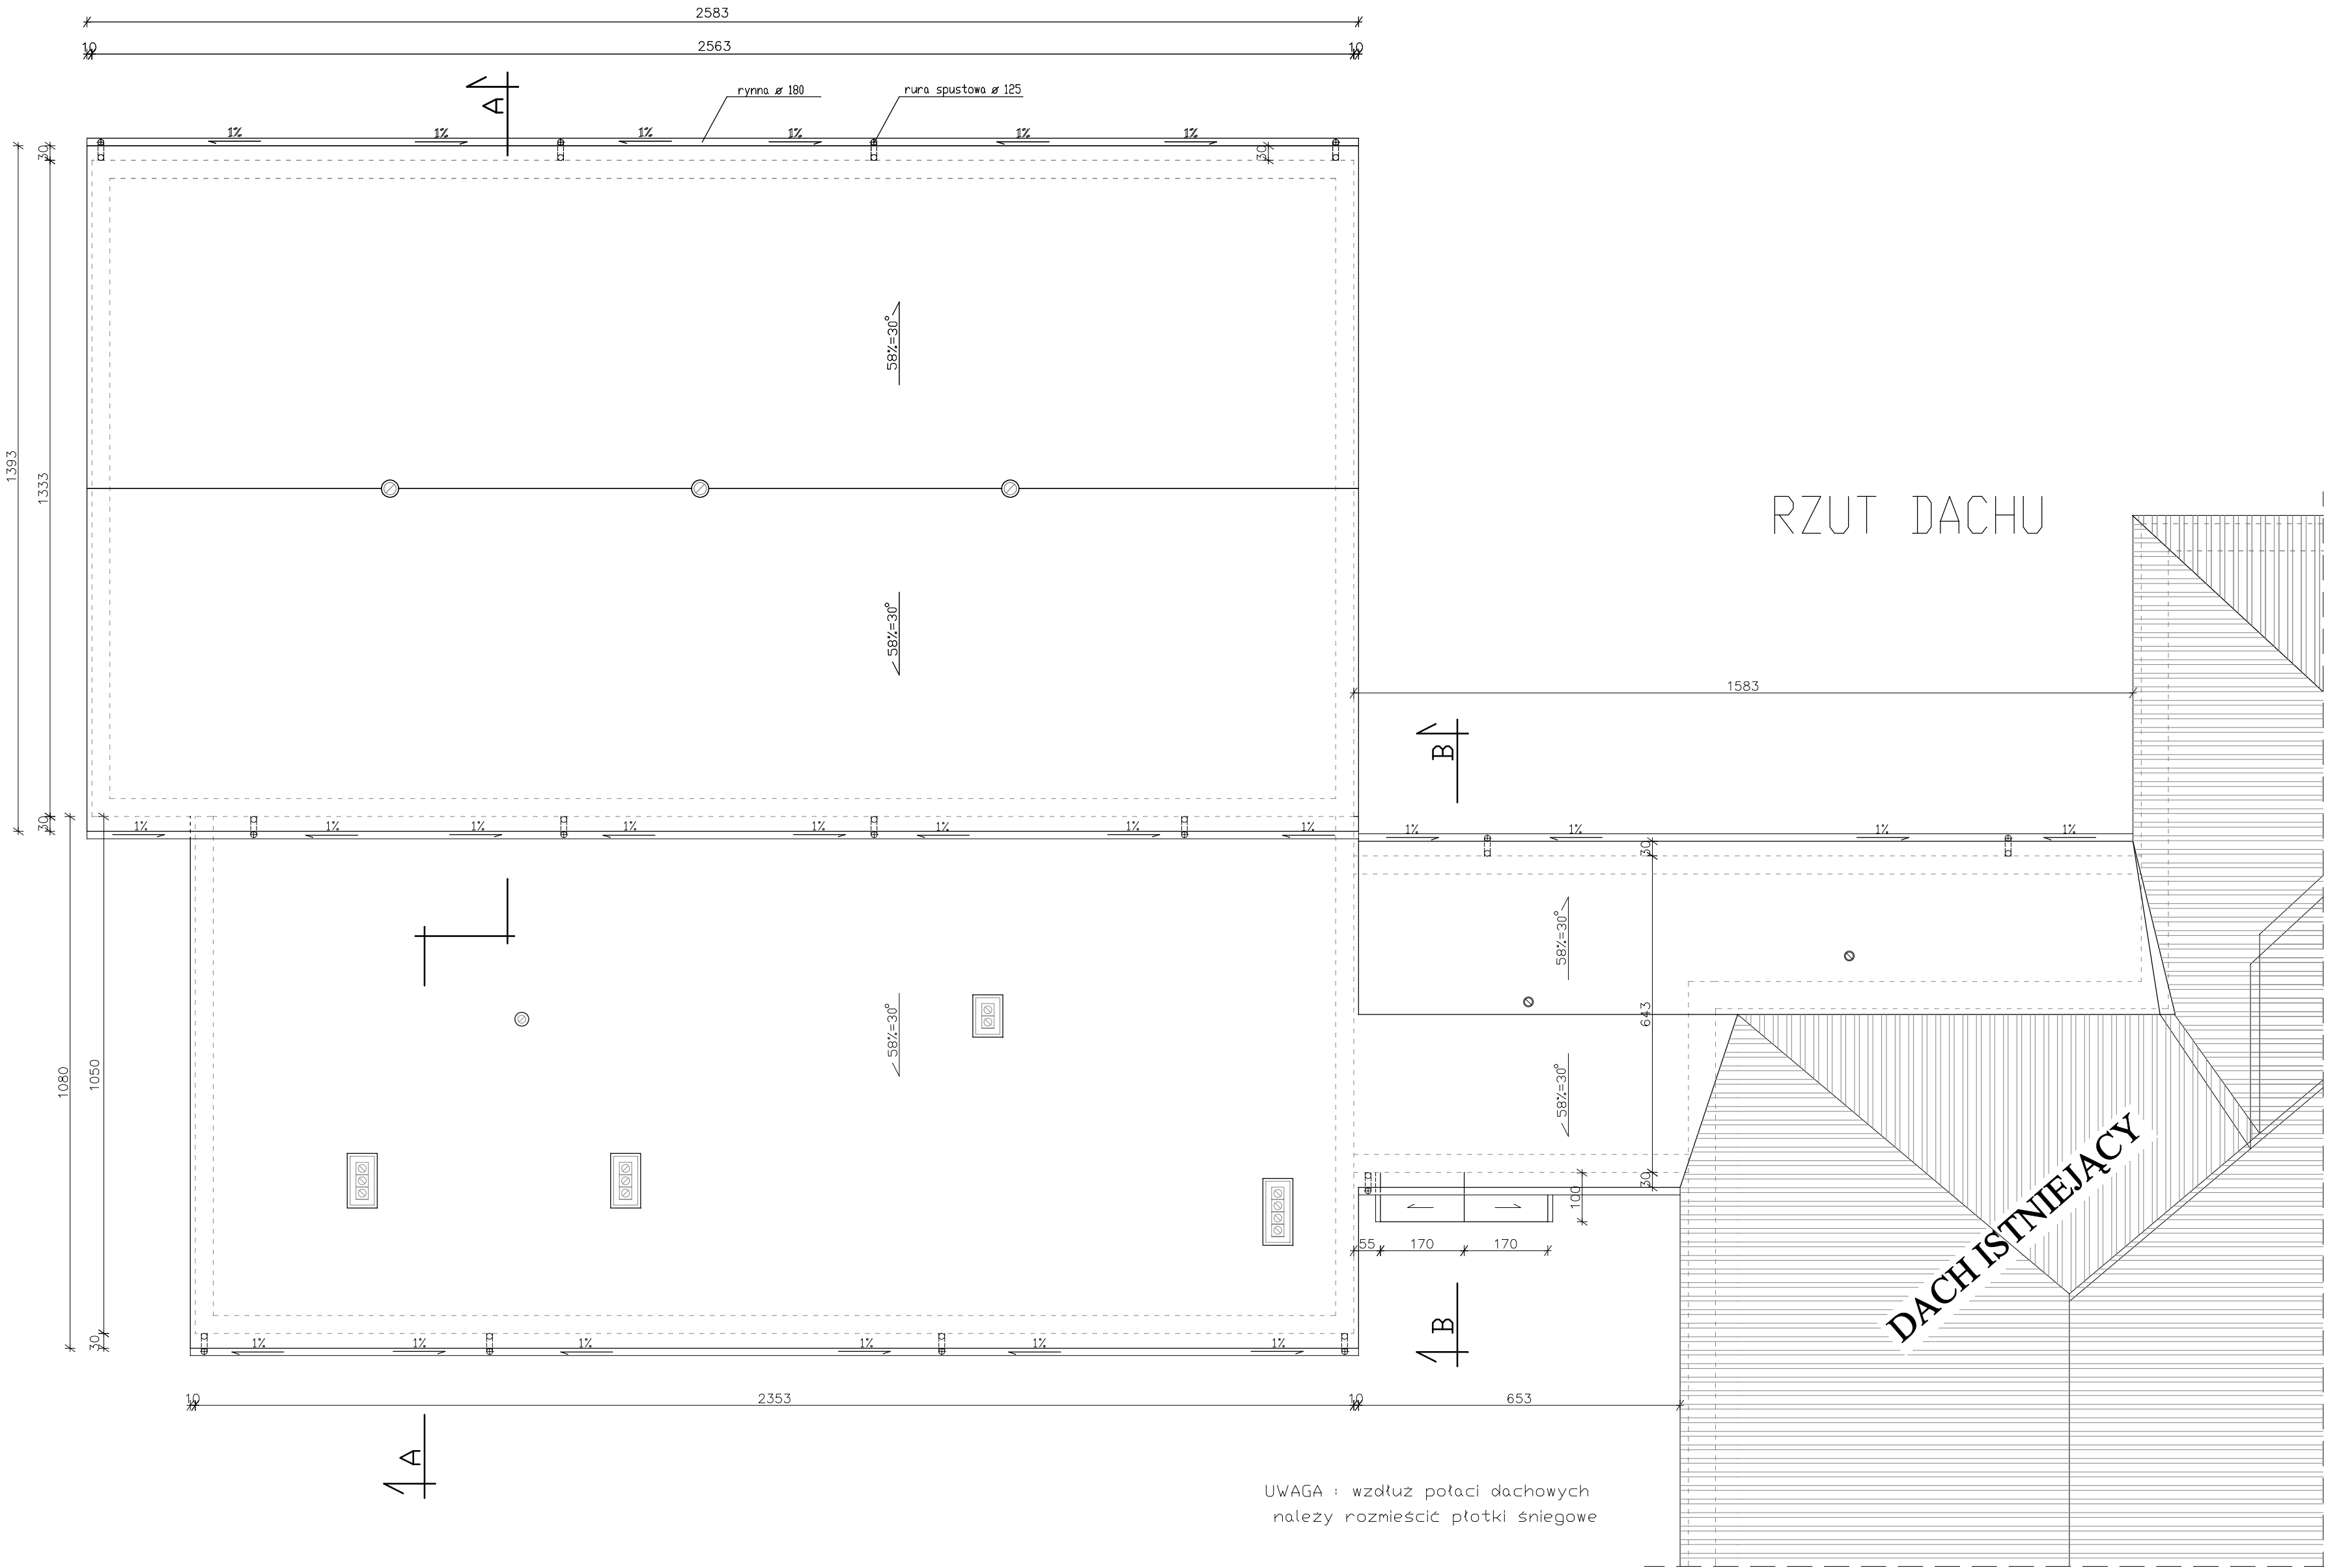 2583
10 2563 10
A
rynna ø 180
rura spustowa ø 125
1% 1% 1% 1% 1% 1%
30
30
1393
1333
58%=30°
RZUT DACHU
58%=30°
1583
B
30
1% 1% 1% 1% 1% 1% 1% 1% 1% 1% 1% 1%
30
58%=30°
643
58%=30°
1080
1050
58%=30°
30
100
55 170 170
DACH ISTNIEJĄCY
B
30
1% 1% 1% 1% 1% 1%
10 2353 10 653
A
UWAGA : wzdłuż połaci dachowych
należy rozmieścić płotki śniegowe